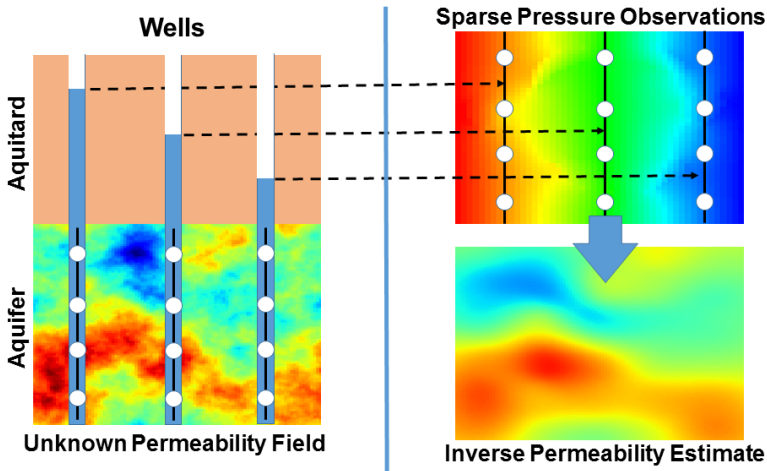 Wells
Aquitard
Aquifer
Unknown Permeability Field
Sparse Pressure Observations
Inverse Permeability Estimate